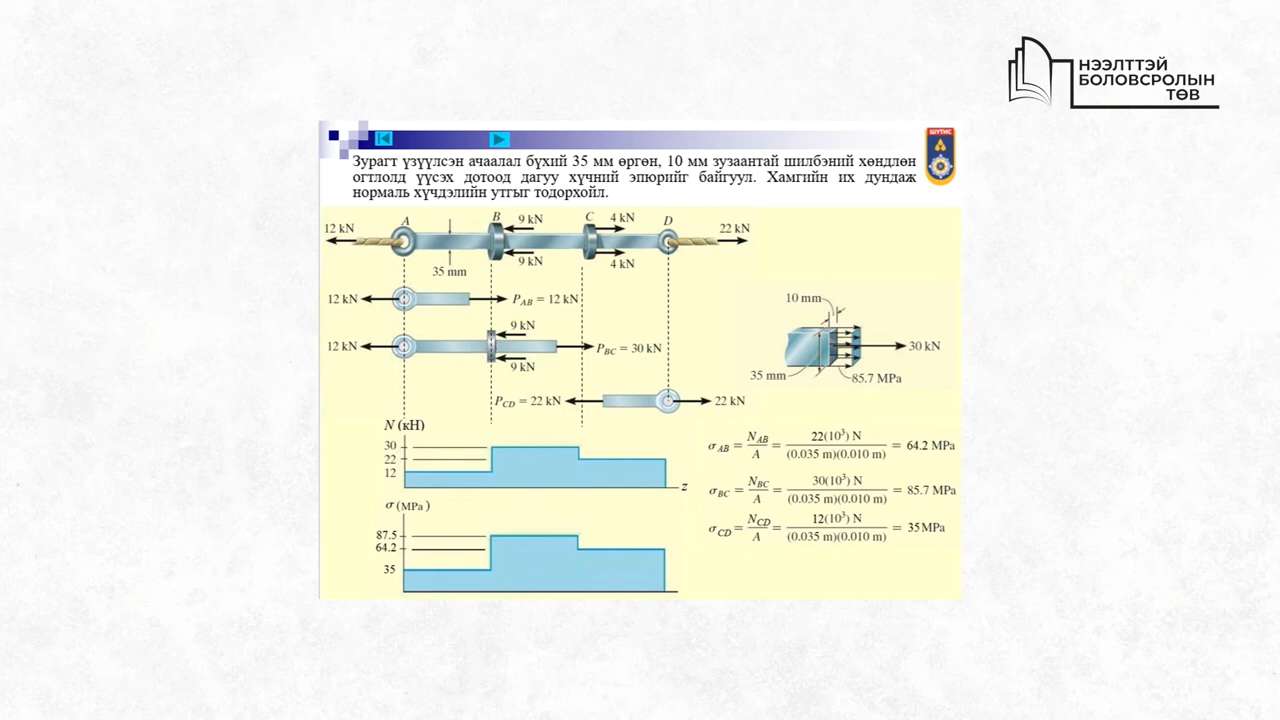 НЭЭЛТТЭЙ
БОЛОВСРОЛЫН
ТӨВ
ШУТИС
Зурагт үзүүлсэн ачаалал бүхий 35 мм өргөн, 10 мм зузаантай шилбэний хөндлөн
огтлолд үүсэх дотоод дагуу хүчний эпюрийг байгуул. Хамгийн их дундаж
нормаль хүчдэлийн утгыг тодорхойл.
12 kN
A
B
9 kN
C
4 kN
D
22 kN
35 mm
9 kN
4 kN
12 kN
P_AB = 12 kN
9 kN
12 kN
P_BC = 30 kN
9 kN
P_CD = 22 kN
22 kN
10 mm
30 kN
35 mm
85.7 MPa
N (кН)
30
22
12
z
σ (MPa )
87.5
64.2
35
σ_AB = N_AB/A = 22(10³) N/(0.035 m)(0.010 m) = 64.2 MPa
σ_BC = N_BC/A = 30(10³) N/(0.035 m)(0.010 m) = 85.7 MPa
σ_CD = N_CD/A = 12(10³) N/(0.035 m)(0.010 m) = 35MPa